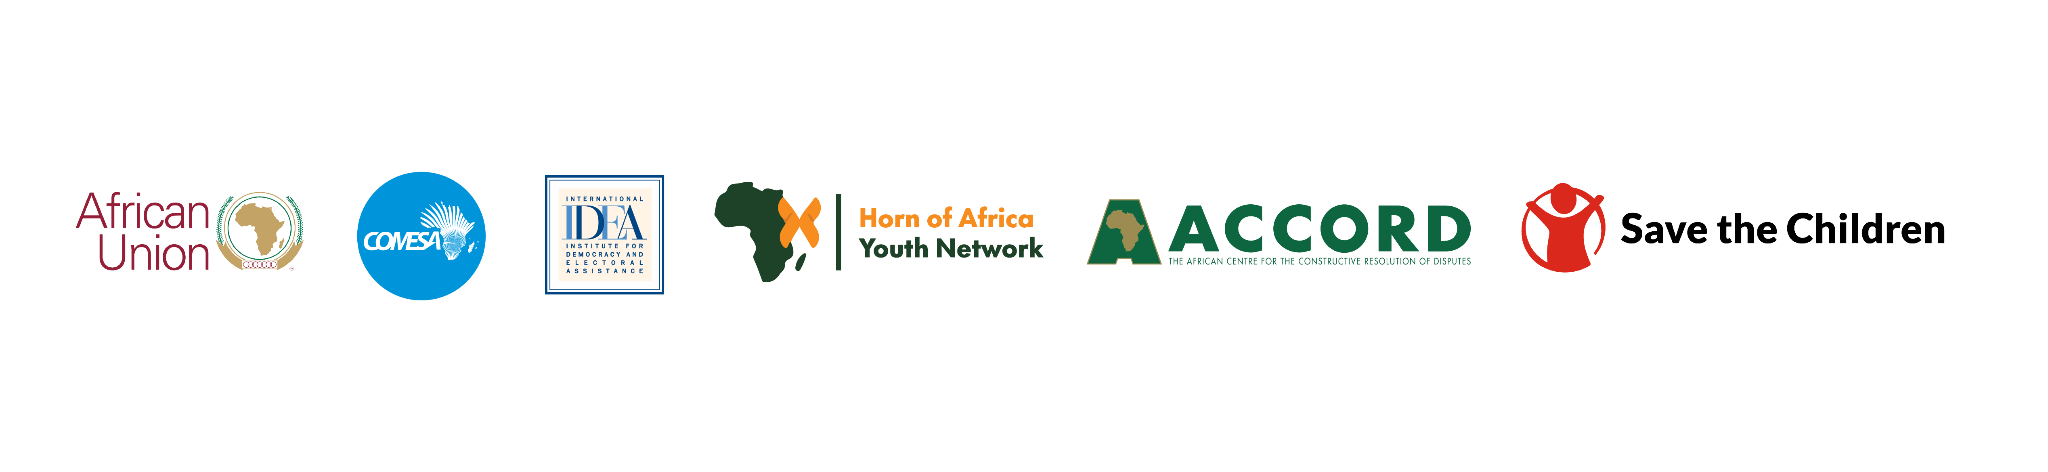 African
Union
COMESA
INTERNATIONAL
IDEA
INSTITUTE FOR
DEMOCRACY AND
ELECTORAL
ASSISTANCE
Horn of Africa
Youth Network
ACCORD
THE AFRICAN CENTRE FOR THE CONSTRUCTIVE RESOLUTION OF DISPUTES
Save the Children